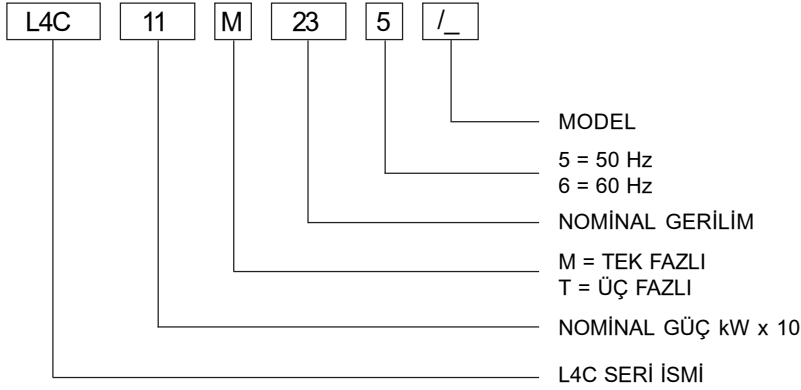 L4C 11 M 23 5 /_
MODEL
5 = 50 Hz
6 = 60 Hz
NOMİNAL GERİLİM
M = TEK FAZLI
T = ÜÇ FAZLI
NOMİNAL GÜÇ kW x 10
L4C SERİ İSMİ